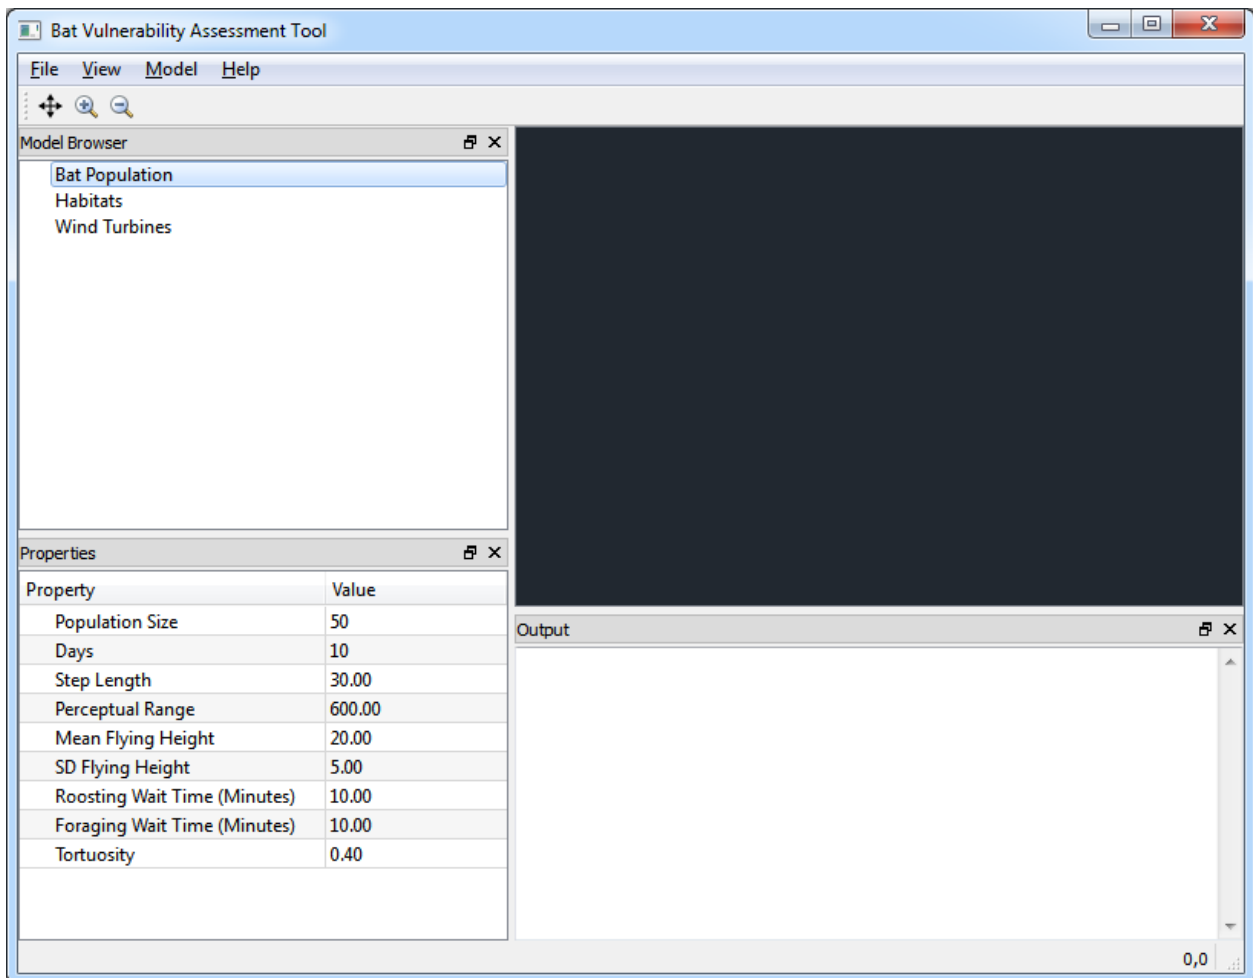 Bat Vulnerability Assessment Tool
File View Model Help
Model Browser
Bat Population
Habitats
Wind Turbines
Properties
Property Value
Population Size 50
Days 10
Step Length 30.00
Perceptual Range 600.00
Mean Flying Height 20.00
SD Flying Height 5.00
Roosting Wait Time (Minutes) 10.00
Foraging Wait Time (Minutes) 10.00
Tortuosity 0.40
Output
0,0